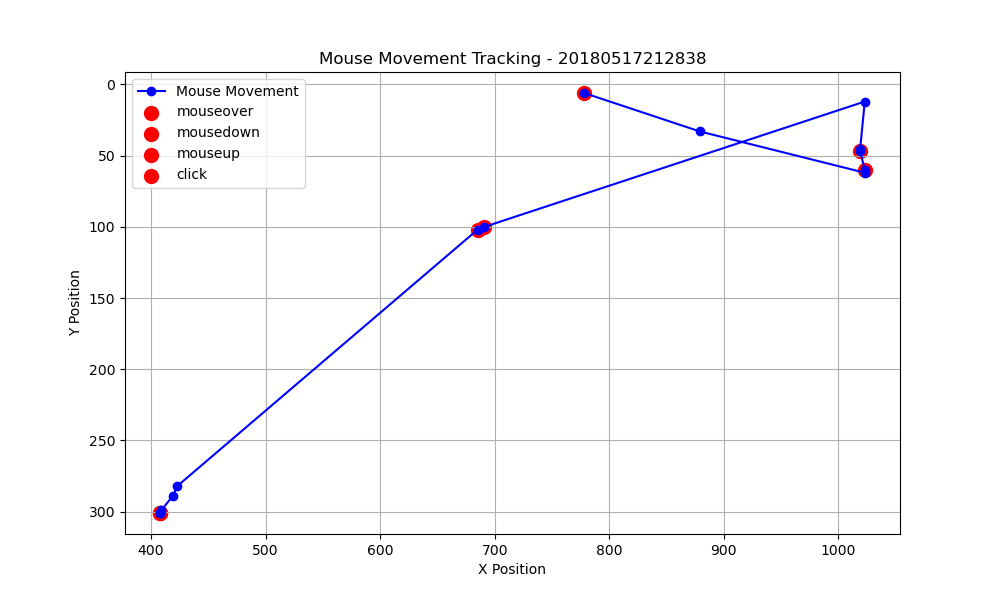 Mouse Movement Tracking - 20180517212838
Mouse Movement
mouseover
mousedown
mouseup
click
0
50
100
150
200
250
300
Y Position
400 500 600 700 800 900 1000
X Position